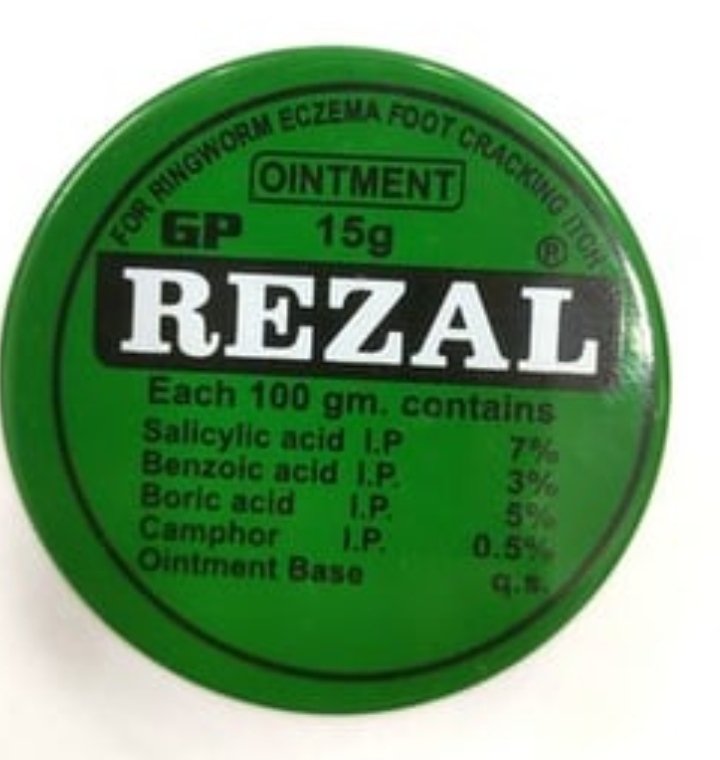 FOR RINGWORM ECZEMA FOOT CRACKING ITCH
OINTMENT
GP 15g
®
REZAL
Each 100 gm. contains
Salicylic acid I.P 7%
Benzoic acid I.P. 3%
Boric acid I.P. 5%
Camphor I.P. 0.5%
Ointment Base q.s.